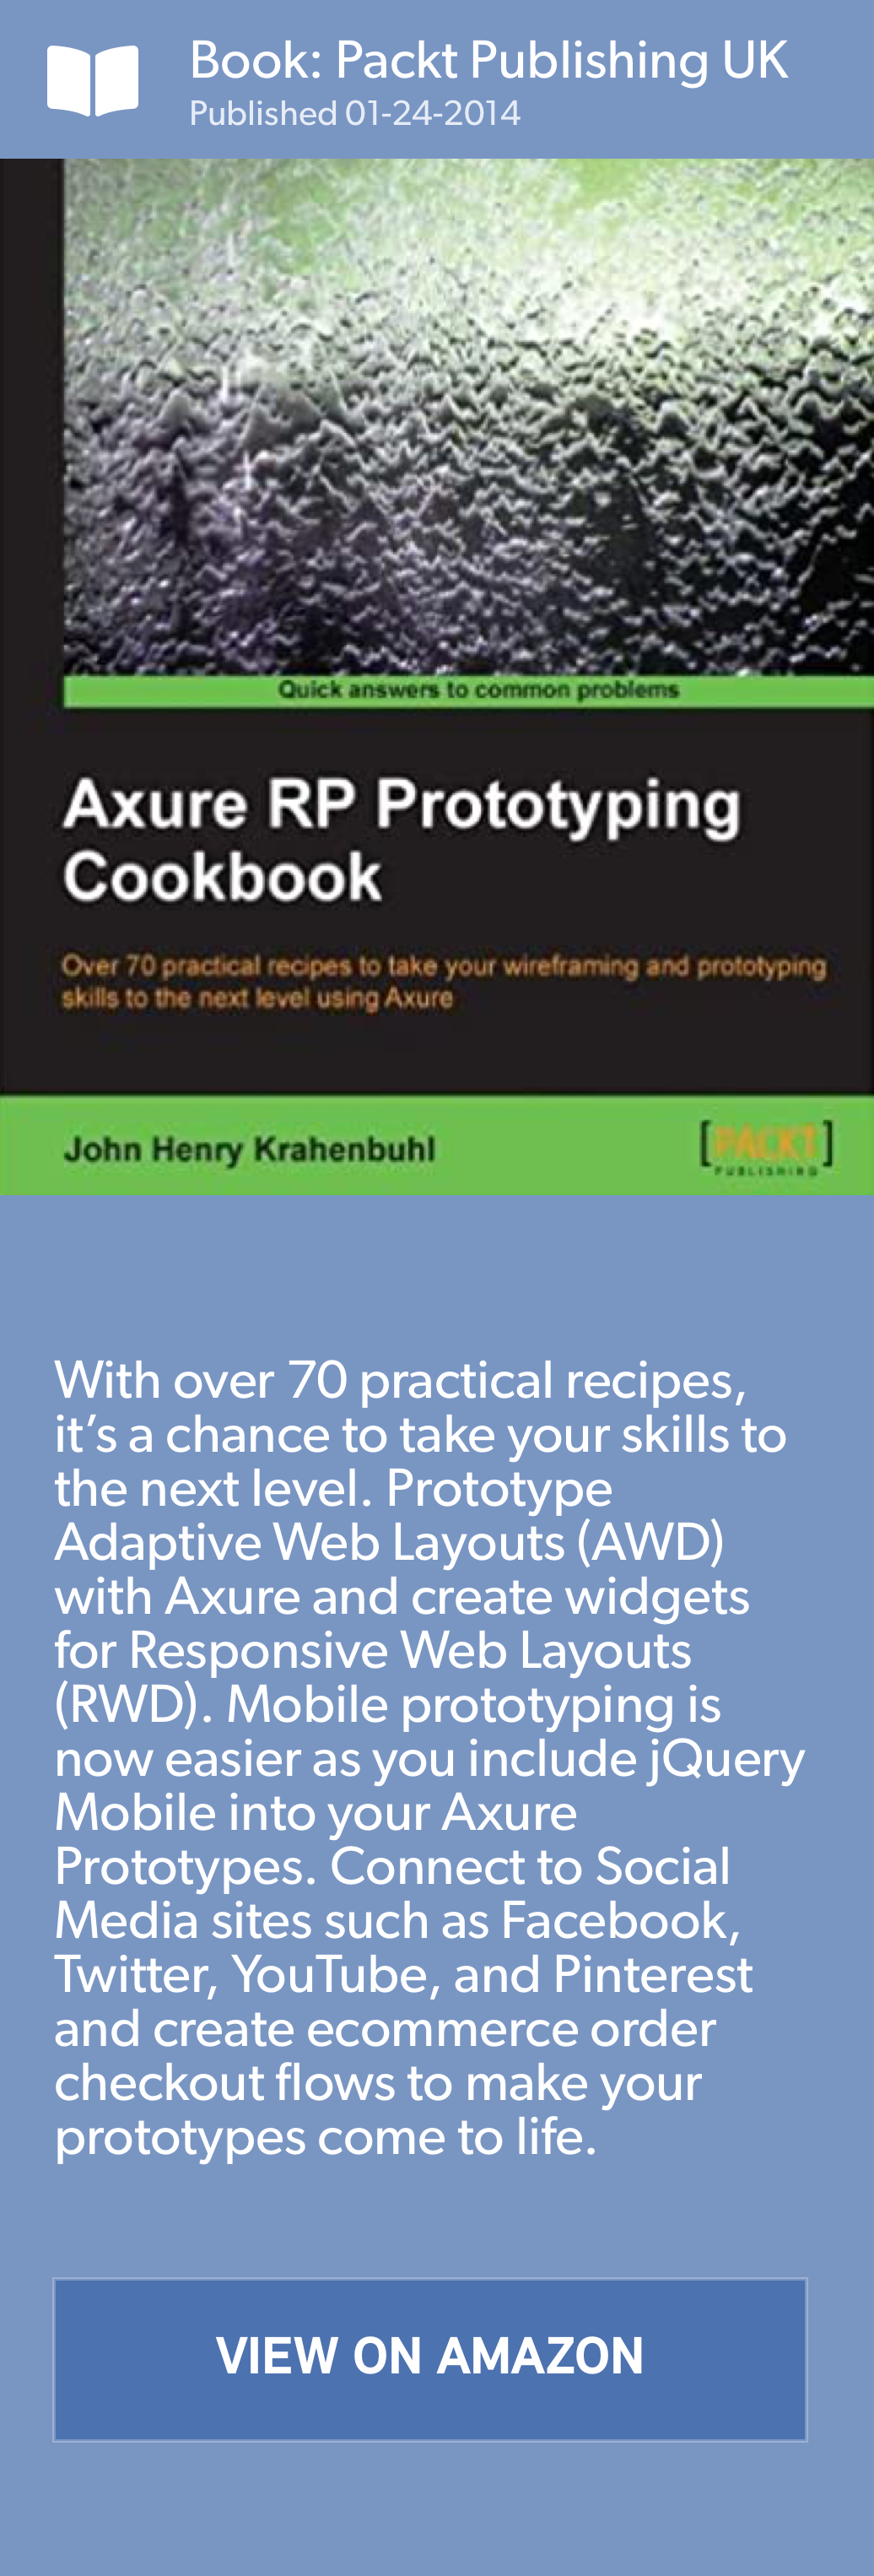 Book: Packt Publishing UK
Published 01-24-2014
Quick answers to common problems
Axure RP Prototyping
Cookbook
Over 70 practical recipes to take your wireframing and prototyping
skills to the next level using Axure
John Henry Krahenbuhl
[PACKT]
PUBLISHING
With over 70 practical recipes,
it’s a chance to take your skills to
the next level. Prototype
Adaptive Web Layouts (AWD)
with Axure and create widgets
for Responsive Web Layouts
(RWD). Mobile prototyping is
now easier as you include jQuery
Mobile into your Axure
Prototypes. Connect to Social
Media sites such as Facebook,
Twitter, YouTube, and Pinterest
and create ecommerce order
checkout flows to make your
prototypes come to life.
VIEW ON AMAZON